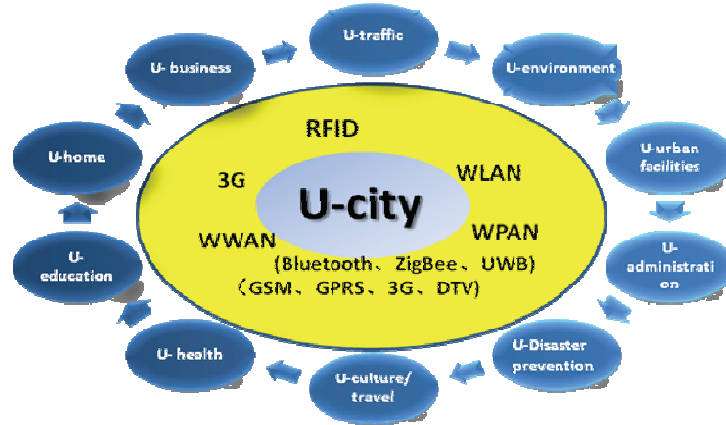 U-traffic
U- business
U-environment
RFID
U-home
U-urban
facilities
3G
WLAN
U-city
WWAN
WPAN
(Bluetooth、ZigBee、UWB)
（GSM、GPRS、3G、DTV)
U-
education
U-
administrati
on
U- health
U-Disaster
prevention
U-culture/
travel